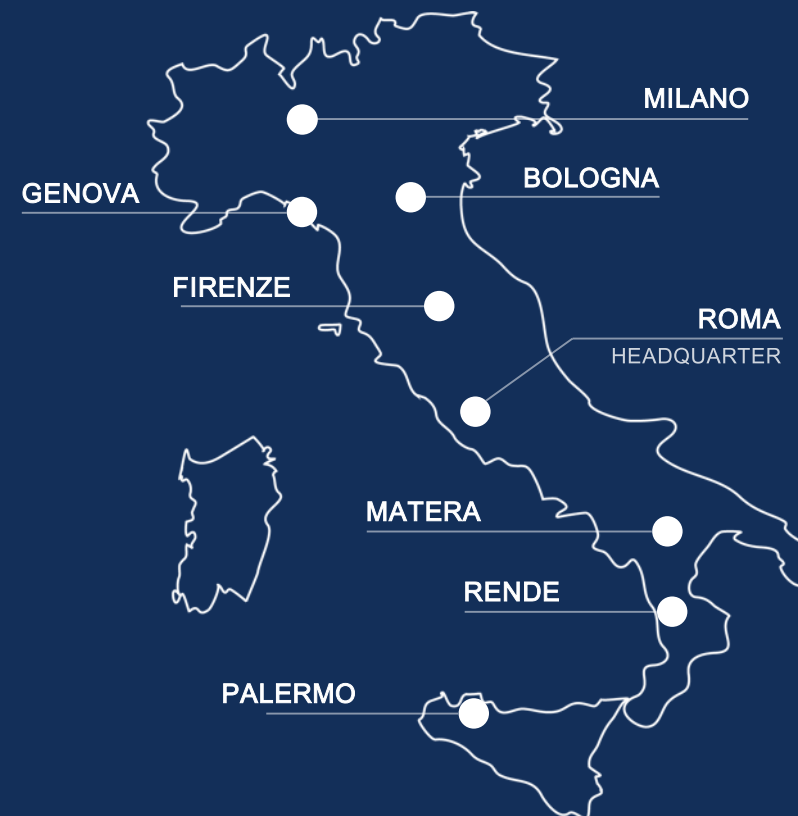 MILANO
BOLOGNA
GENOVA
FIRENZE
ROMA
HEADQUARTER
MATERA
RENDE
PALERMO